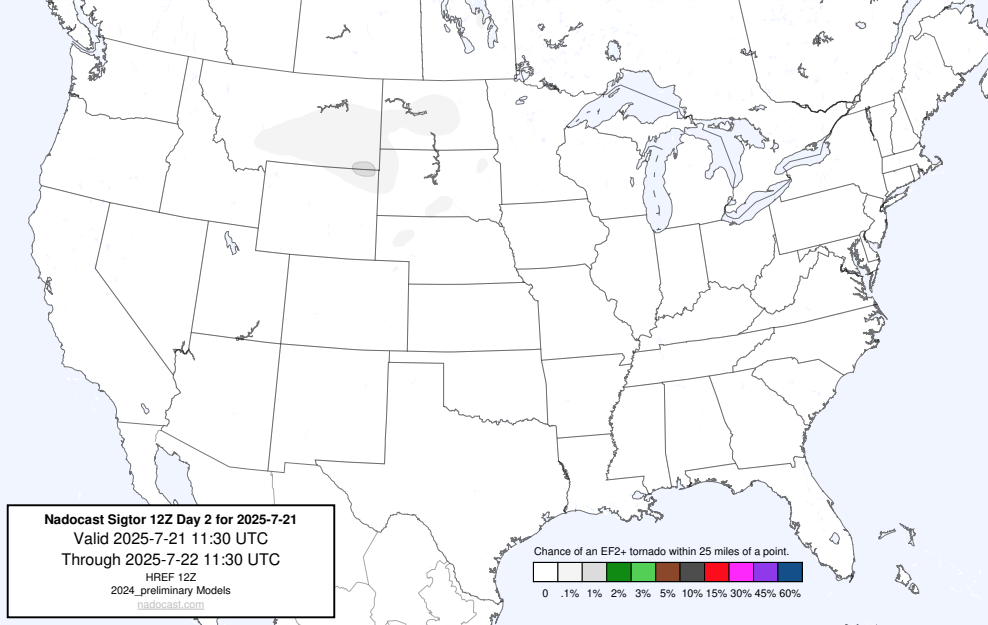 Nadocast Sigtor 12Z Day 2 for 2025-7-21
Valid 2025-7-21 11:30 UTC
Through 2025-7-22 11:30 UTC
HREF 12Z
2024_preliminary Models
nadocast.com
Chance of an EF2+ tornado within 25 miles of a point.
0 .1% 1% 2% 3% 5% 10% 15% 30% 45% 60%